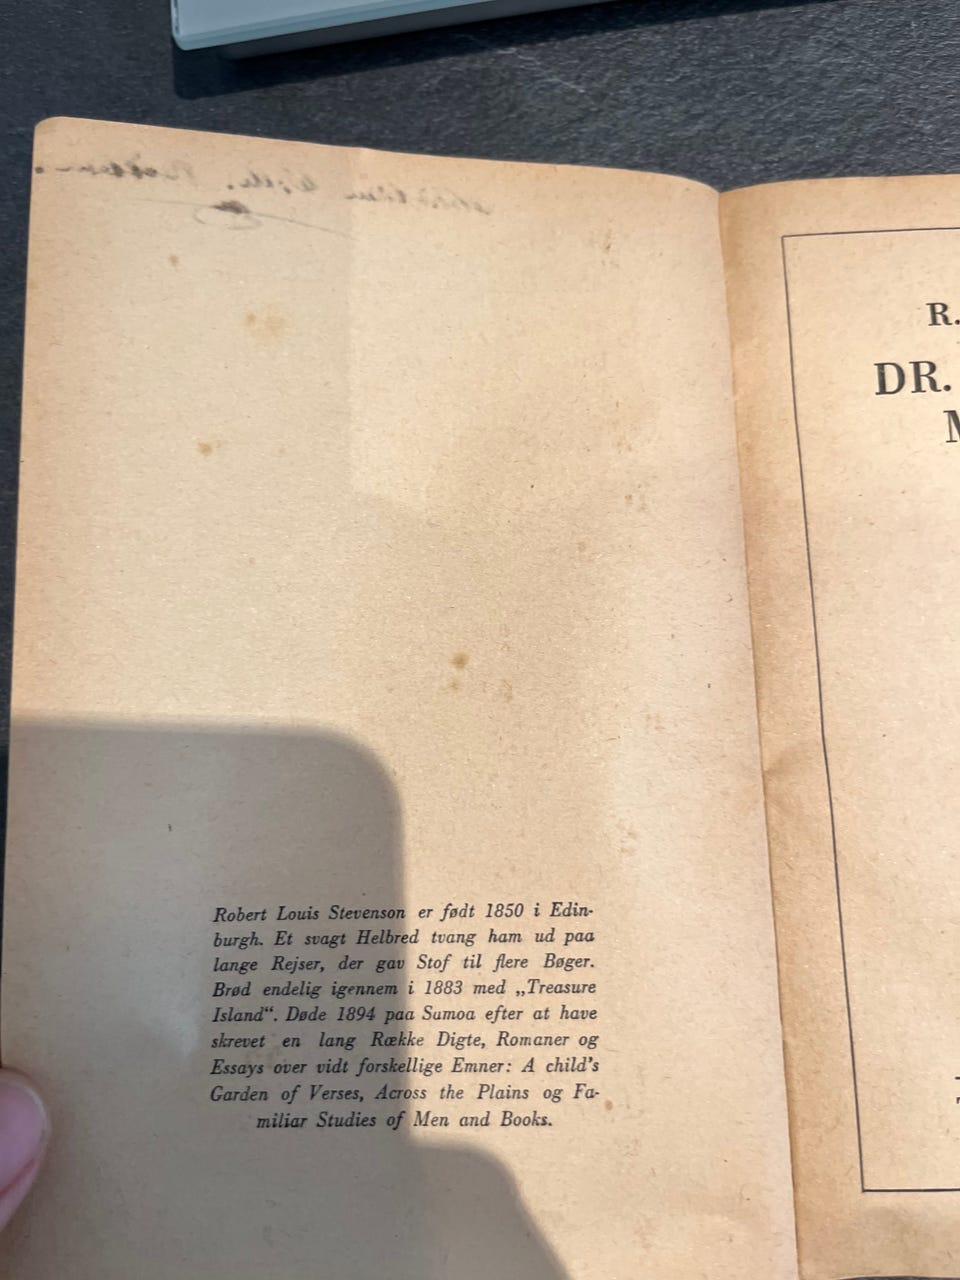 Robert Louis Stevenson er født 1850 i Edin-
burgh. Et svagt Helbred tvang ham ud paa
lange Rejser, der gav Stof til flere Bøger.
Brød endelig igennem i 1883 med „Treasure
Island“. Døde 1894 paa Sumoa efter at have
skrevet en lang Række Digte, Romaner og
Essays over vidt forskellige Emner: A child's
Garden of Verses, Across the Plains og Fa-
miliar Studies of Men and Books.
R.
DR.